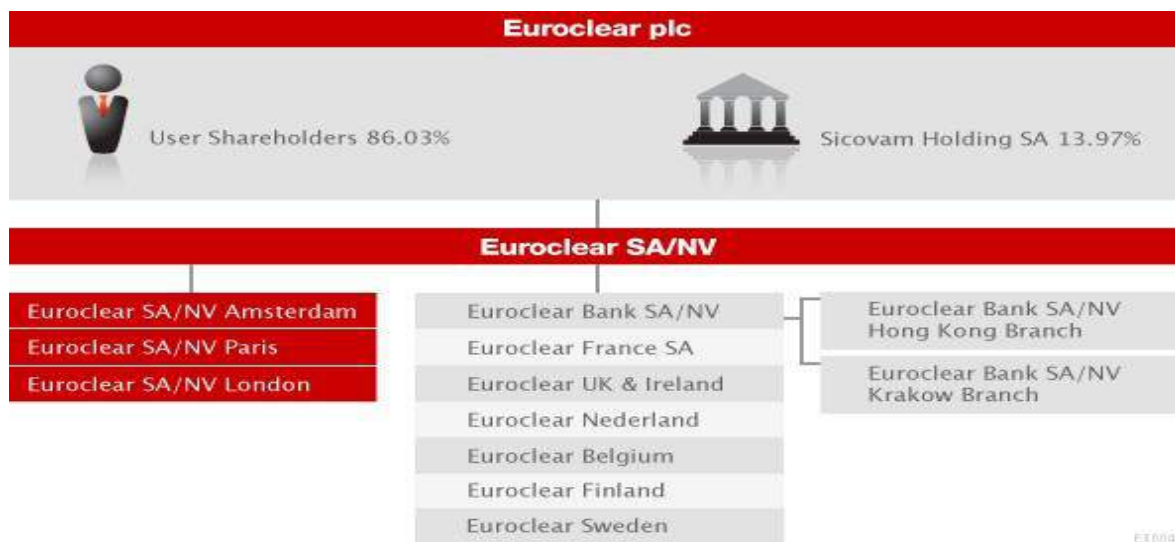 Euroclear plc
User Shareholders 86.03%
Sicovam Holding SA 13.97%
Euroclear SA/NV
Euroclear SA/NV Amsterdam
Euroclear SA/NV Paris
Euroclear SA/NV London
Euroclear Bank SA/NV
Euroclear France SA
Euroclear UK & Ireland
Euroclear Nederland
Euroclear Belgium
Euroclear Finland
Euroclear Sweden
Euroclear Bank SA/NV
Hong Kong Branch
Euroclear Bank SA/NV
Krakow Branch